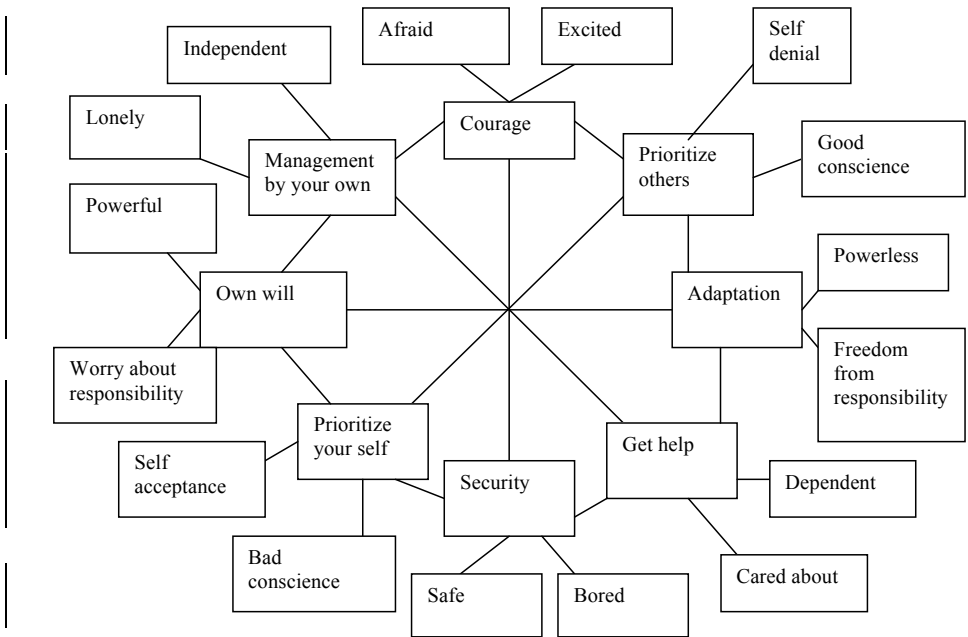 Afraid
Excited
Self
denial
Independent
Lonely
Courage
Management
by your own
Prioritize
others
Good
conscience
Powerful
Powerless
Own will
Adaptation
Worry about
responsibility
Freedom
from
responsibility
Prioritize
your self
Get help
Self
acceptance
Security
Dependent
Bad
conscience
Safe
Bored
Cared about